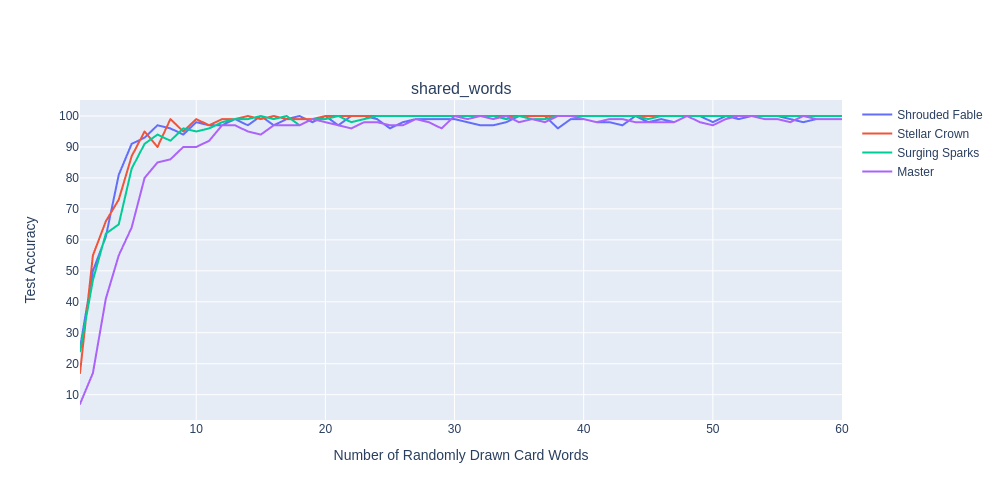 shared_words
100
90
80
70
60
50
40
30
20
10
Test Accuracy
10 20 30 40 50 60
Number of Randomly Drawn Card Words
Shrouded Fable
Stellar Crown
Surging Sparks
Master